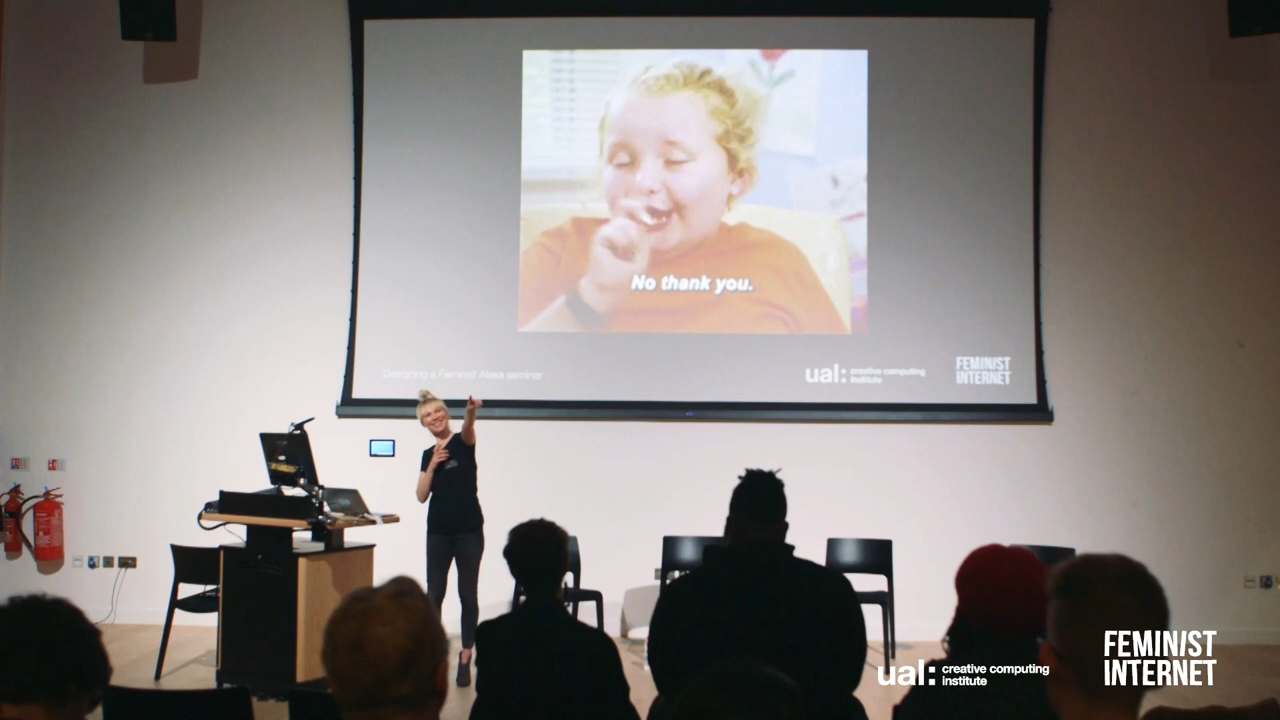 No thank you.
Designing a Feminist Alexa seminar
ual: creative computing
institute
FEMINIST
INTERNET
ual: creative computing
institute
FEMINIST
INTERNET